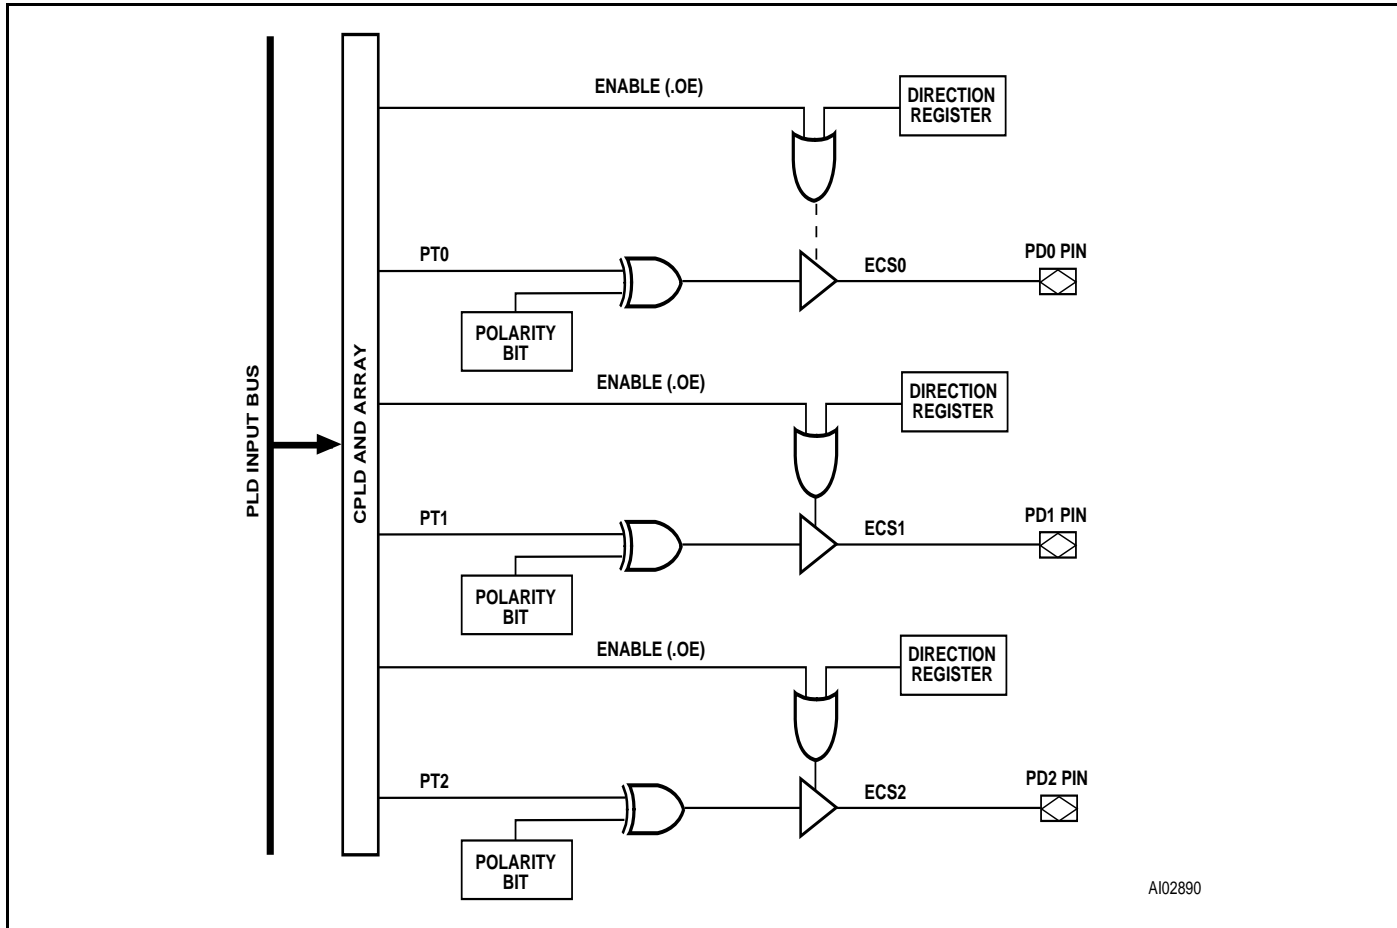 ENABLE (.OE)
DIRECTION
REGISTER
PT0
ECS0
PD0 PIN
POLARITY
BIT
ENABLE (.OE)
DIRECTION
REGISTER
PLD INPUT BUS
CPLD AND ARRAY
PT1
ECS1
PD1 PIN
POLARITY
BIT
ENABLE (.OE)
DIRECTION
REGISTER
PT2
ECS2
PD2 PIN
POLARITY
BIT
AI02890